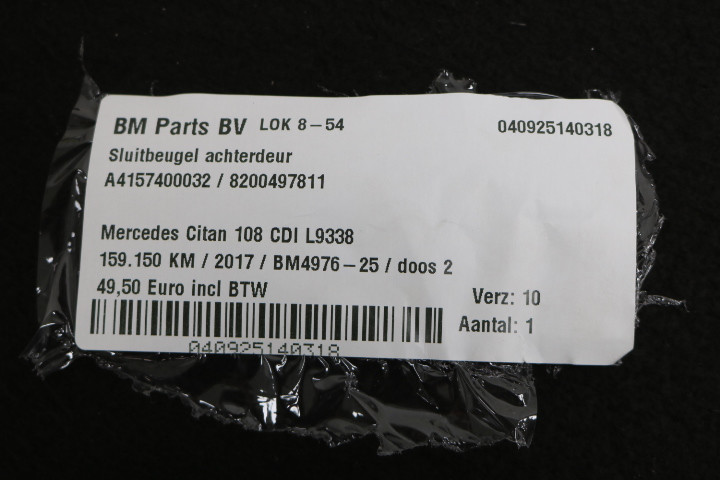 BM Parts BV LOK 8-54 040925140318
Sluitbeugel achterdeur
A4157400032 / 8200497811
Mercedes Citan 108 CDI L9338
159.150 KM / 2017 / BM4976-25 / doos 2
49,50 Euro incl BTW
Verz: 10
Aantal: 1
040925140318